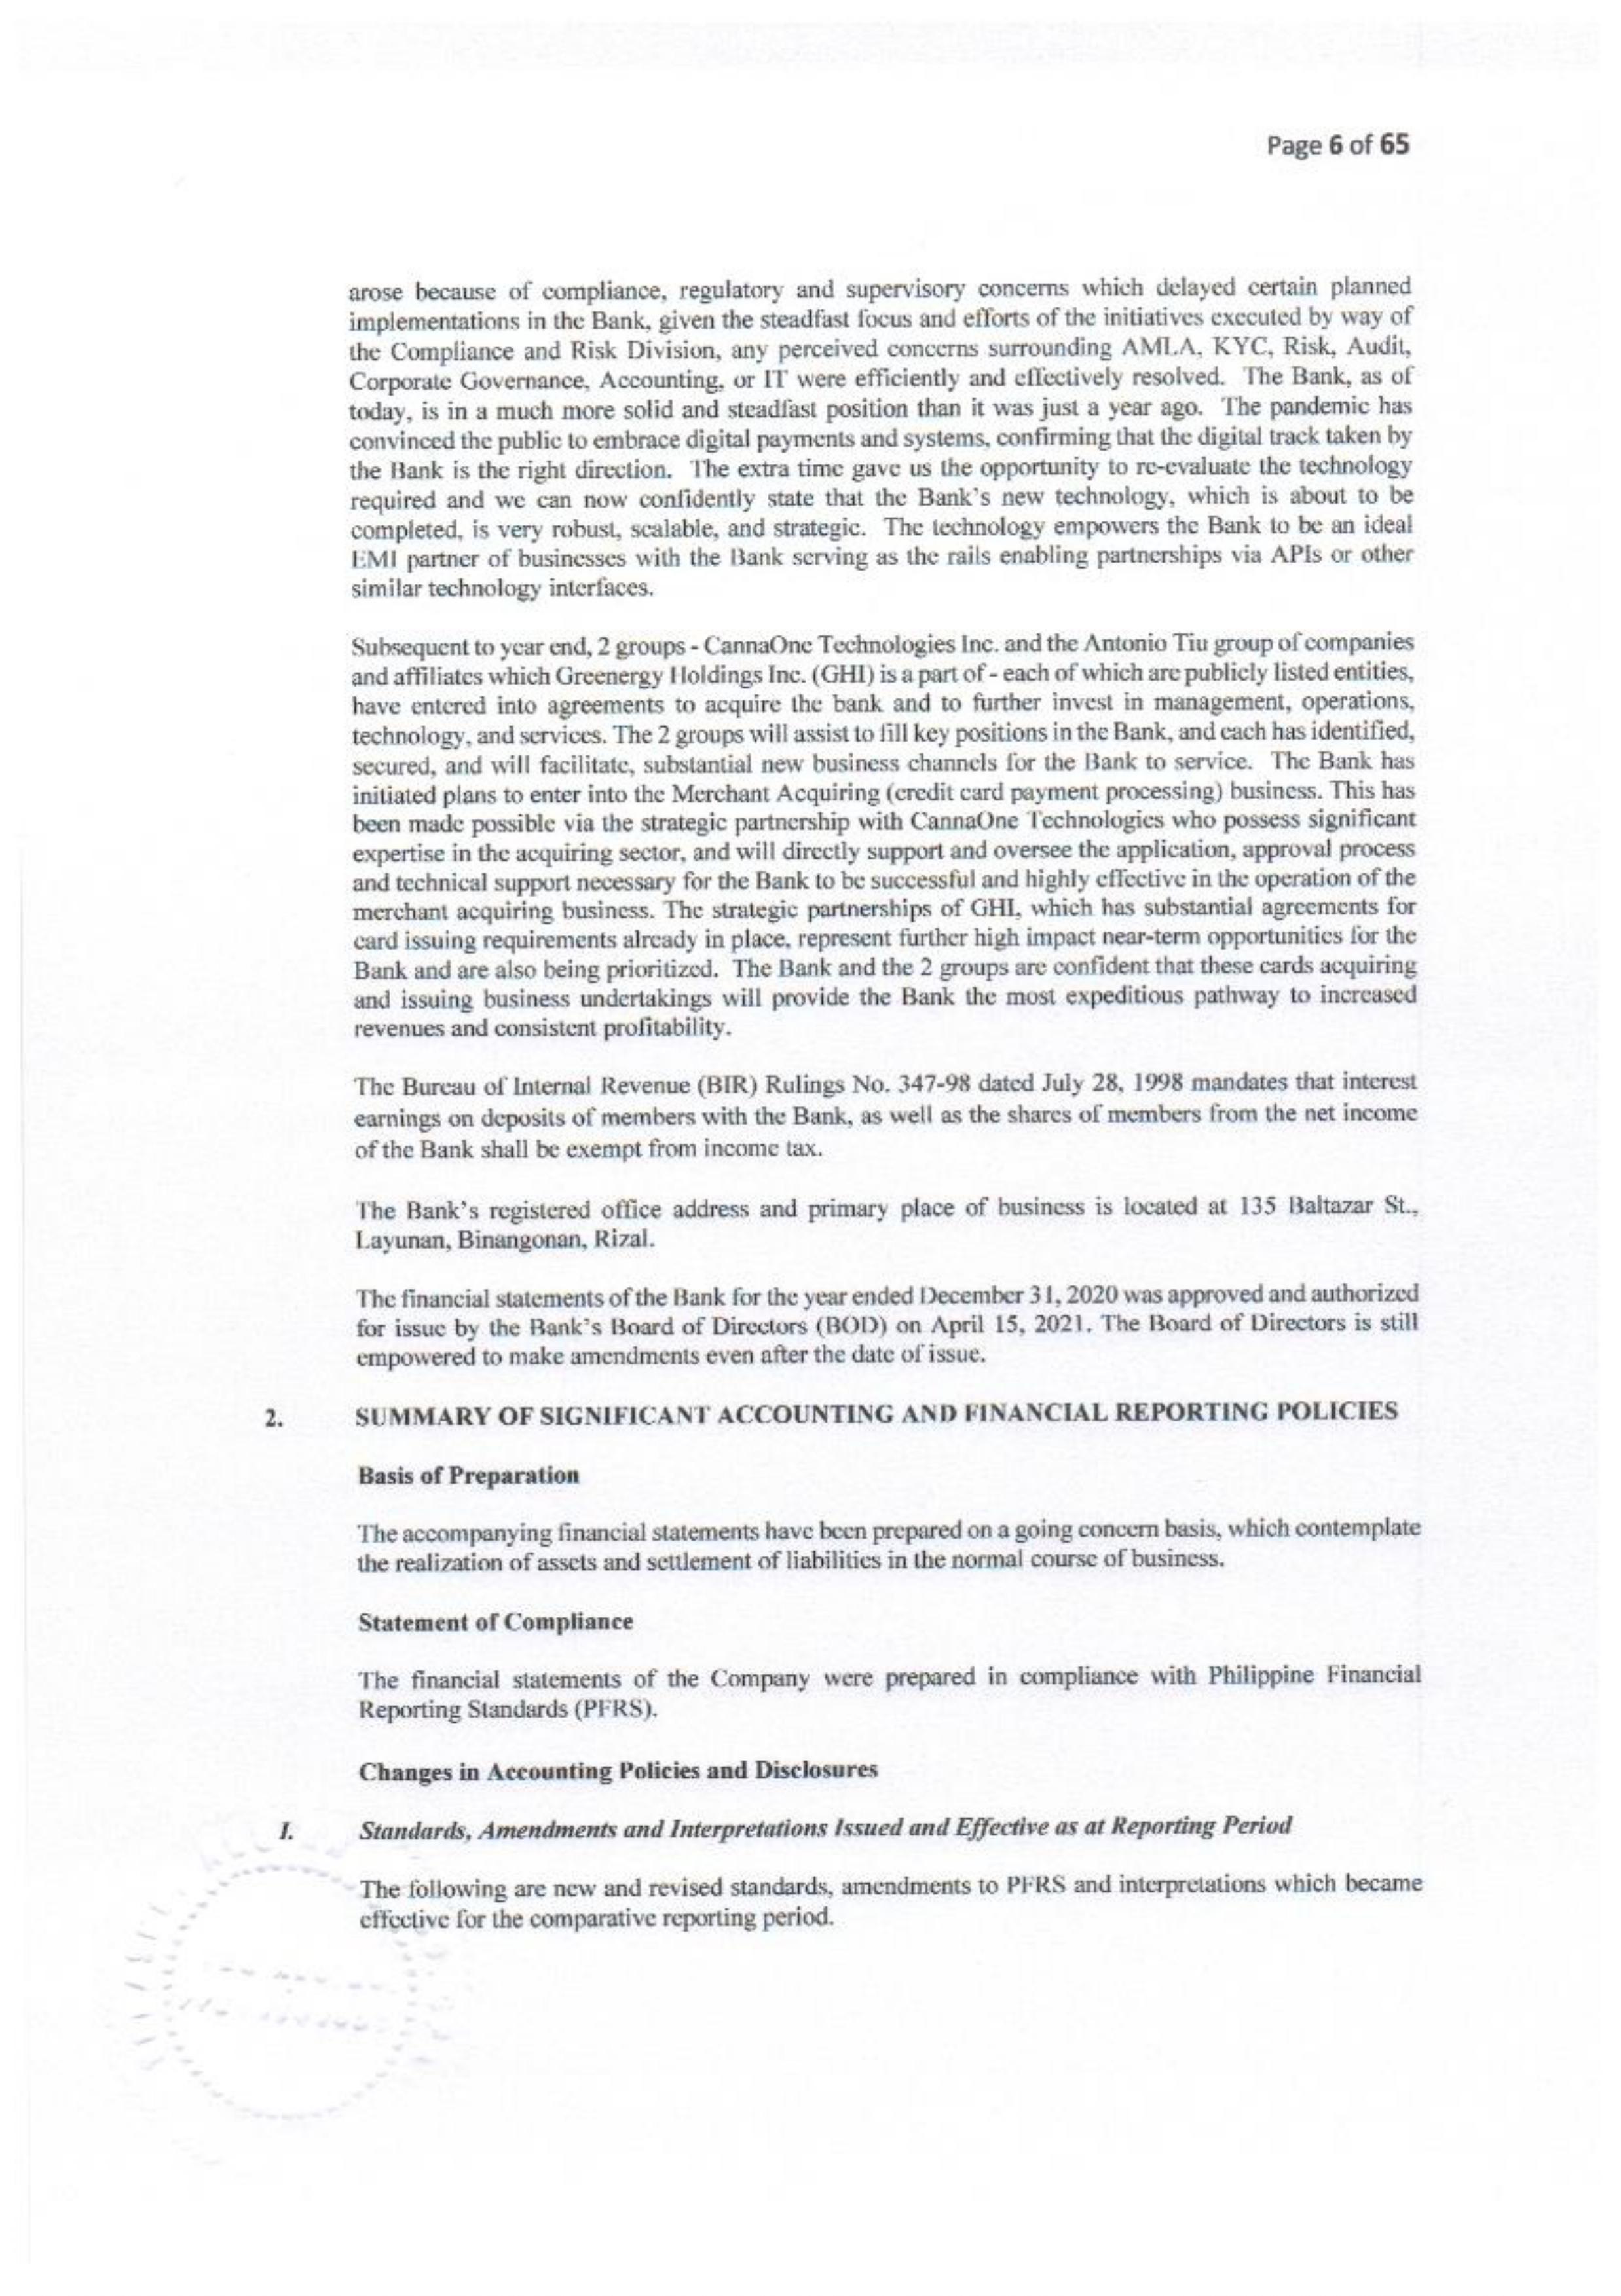 Page 6 of 65
arose because of compliance, regulatory and supervisory concerns which delayed certain planned
implementations in the Bank, given the steadfast focus and efforts of the initiatives executed by way of
the Compliance and Risk Division, any perceived concerns surrounding AMLA, KYC, Risk, Audit,
Corporate Governance, Accounting, or IT were efficiently and effectively resolved. The Bank, as of
today, is in a much more solid and steadfast position than it was just a year ago. The pandemic has
convinced the public to embrace digital payments and systems, confirming that the digital track taken by
the Bank is the right direction. The extra time gave us the opportunity to re-evaluate the technology
required and we can now confidently state that the Bank's new technology, which is about to be
completed, is very robust, scalable, and strategic. The technology empowers the Bank to be an ideal
EMI partner of businesses with the Bank serving as the rails enabling partnerships via APIs or other
similar technology interfaces.
Subsequent to year end, 2 groups - CannaOne Technologies Inc. and the Antonio Tiu group of companies
and affiliates which Greenergy Holdings Inc. (GHI) is a part of - each of which are publicly listed entities,
have entered into agreements to acquire the bank and to further invest in management, operations,
technology, and services. The 2 groups will assist to fill key positions in the Bank, and each has identified,
secured, and will facilitate, substantial new business channels for the Bank to service. The Bank has
initiated plans to enter into the Merchant Acquiring (credit card payment processing) business. This has
been made possible via the strategic partnership with CannaOne Technologies who possess significant
expertise in the acquiring sector, and will directly support and oversee the application, approval process
and technical support necessary for the Bank to be successful and highly effective in the operation of the
merchant acquiring business. The strategic partnerships of GHI, which has substantial agreements for
card issuing requirements already in place, represent further high impact near-term opportunities for the
Bank and are also being prioritized. The Bank and the 2 groups are confident that these cards acquiring
and issuing business undertakings will provide the Bank the most expeditious pathway to increased
revenues and consistent profitability.
The Bureau of Internal Revenue (BIR) Rulings No. 347-98 dated July 28, 1998 mandates that interest
earnings on deposits of members with the Bank, as well as the shares of members from the net income
of the Bank shall be exempt from income tax.
The Bank's registered office address and primary place of business is located at 135 Baltazar St.,
Layunan, Binangonan, Rizal.
The financial statements of the Bank for the year ended December 31, 2020 was approved and authorized
for issue by the Bank's Board of Directors (BOD) on April 15, 2021. The Board of Directors is still
empowered to make amendments even after the date of issue.
2. SUMMARY OF SIGNIFICANT ACCOUNTING AND FINANCIAL REPORTING POLICIES
Basis of Preparation
The accompanying financial statements have been prepared on a going concern basis, which contemplate
the realization of assets and settlement of liabilities in the normal course of business.
Statement of Compliance
The financial statements of the Company were prepared in compliance with Philippine Financial
Reporting Standards (PFRS).
Changes in Accounting Policies and Disclosures
I. Standards, Amendments and Interpretations Issued and Effective as at Reporting Period
The following are new and revised standards, amendments to PFRS and interpretations which became
effective for the comparative reporting period.